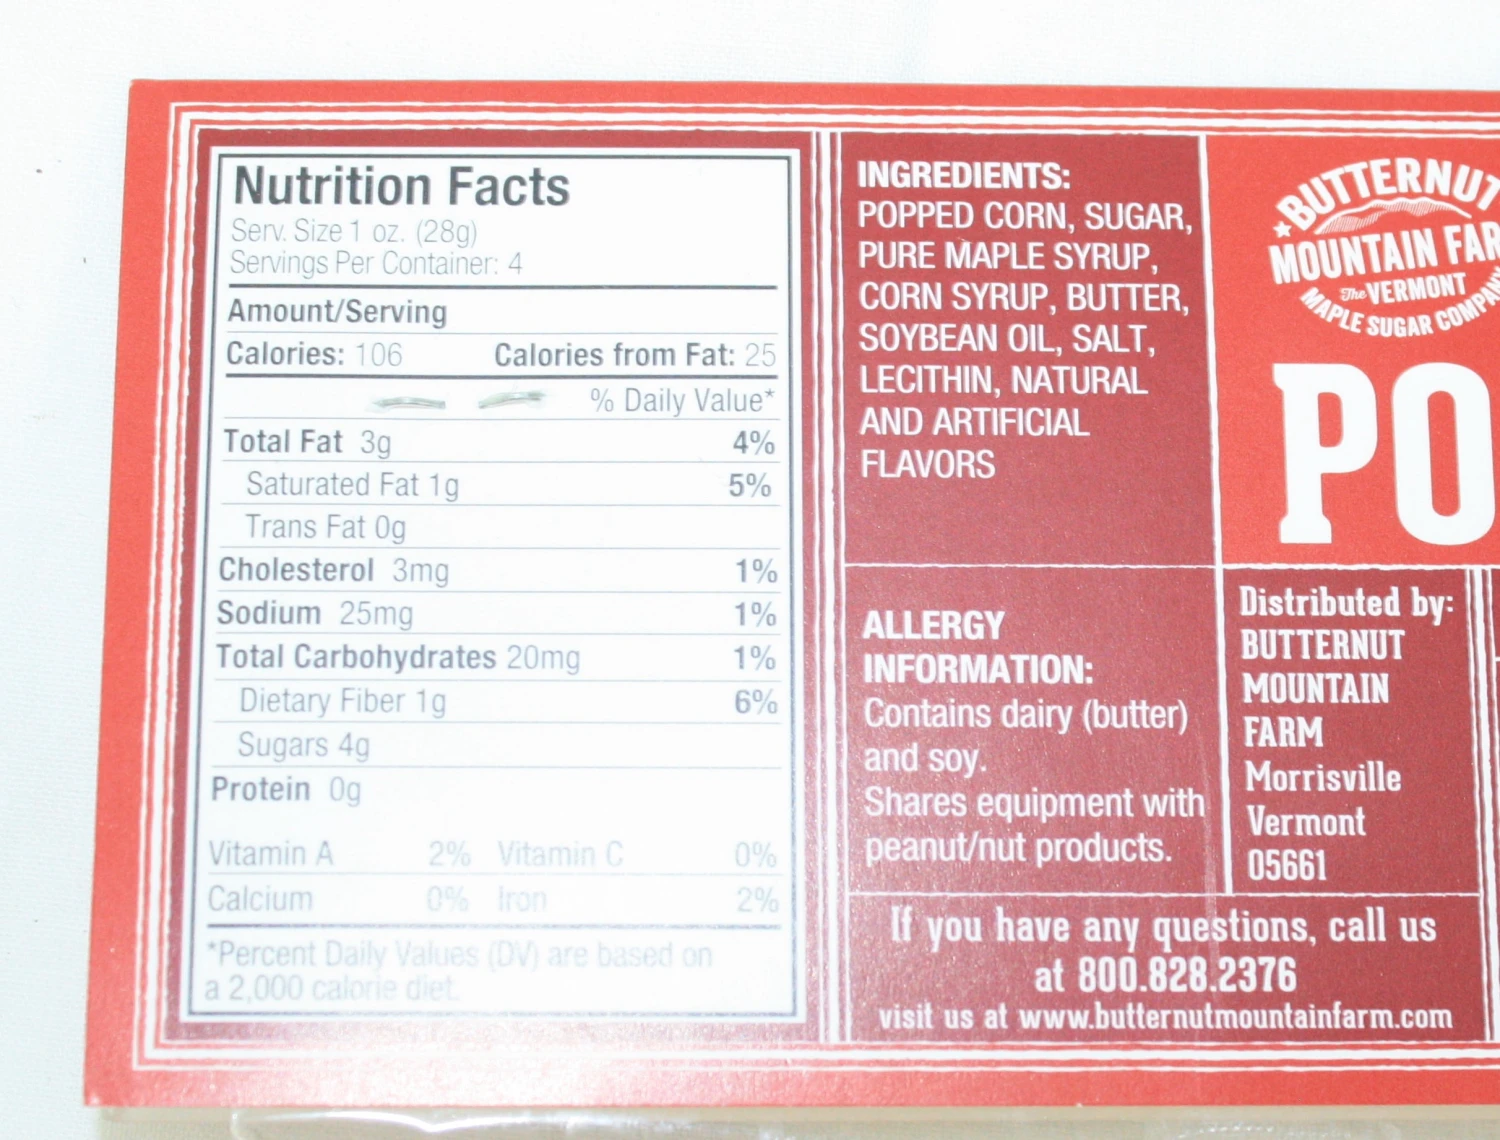 Nutrition Facts
Serv. Size 1 oz. (28g)
Servings Per Container: 4
Amount/Serving
Calories: 106 Calories from Fat: 25
% Daily Value*
Total Fat 3g 4%
Saturated Fat 1g 5%
Trans Fat 0g
Cholesterol 3mg 1%
Sodium 25mg 1%
Total Carbohydrates 20mg 1%
Dietary Fiber 1g 6%
Sugars 4g
Protein 0g
Vitamin A 2% Vitamin C 0%
Calcium 0% Iron 2%
*Percent Daily Values (DV) are based on
a 2,000 calorie diet.
INGREDIENTS:
POPPED CORN, SUGAR,
PURE MAPLE SYRUP,
CORN SYRUP, BUTTER,
SOYBEAN OIL, SALT,
LECITHIN, NATURAL
AND ARTIFICIAL
FLAVORS
ALLERGY
INFORMATION:
Contains dairy (butter)
and soy.
Shares equipment with
peanut/nut products.
BUTTERNUT
MOUNTAIN FAR
The VERMONT
MAPLE SUGAR COMPANY
PO
Distributed by:
BUTTERNUT
MOUNTAIN
FARM
Morrisville
Vermont
05661
If you have any questions, call us
at 800.828.2376
visit us at www.butternutmountainfarm.com